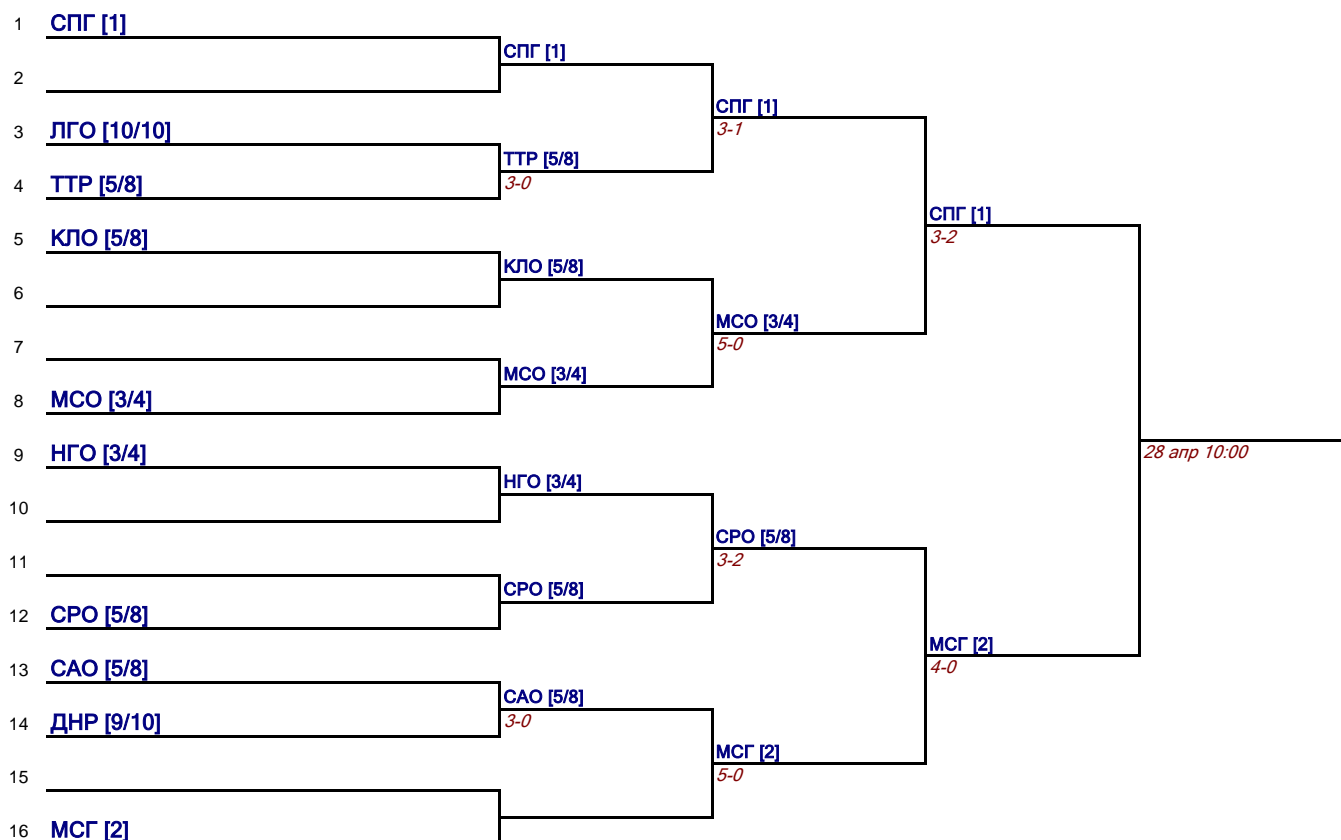 1 СПГ [1]
СПГ [1]
2
СПГ [1]
3-1
3 ЛГО [10/10]
ТТР [5/8]
3-0
4 ТТР [5/8]
СПГ [1]
3-2
5 КЛО [5/8]
КЛО [5/8]
6
МСО [3/4]
5-0
7
МСО [3/4]
8 МСО [3/4]
28 апр 10:00
9 НГО [3/4]
НГО [3/4]
10
СРО [5/8]
3-2
11
СРО [5/8]
12 СРО [5/8]
МСГ [2]
4-0
13 САО [5/8]
САО [5/8]
3-0
14 ДНР [9/10]
МСГ [2]
5-0
15
16 МСГ [2]